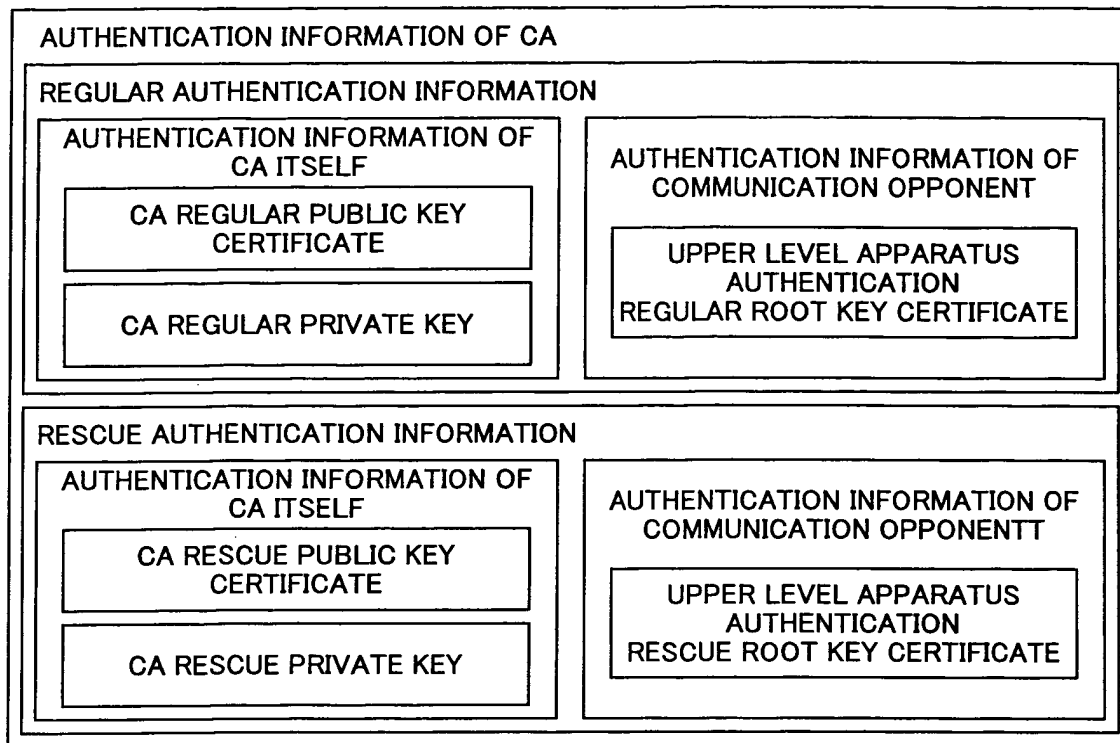 AUTHENTICATION INFORMATION OF CA
REGULAR AUTHENTICATION INFORMATION
AUTHENTICATION INFORMATION OF
CA ITSELF
CA REGULAR PUBLIC KEY
CERTIFICATE
CA REGULAR PRIVATE KEY
AUTHENTICATION INFORMATION OF
COMMUNICATION OPPONENT
UPPER LEVEL APPARATUS
AUTHENTICATION
REGULAR ROOT KEY CERTIFICATE
RESCUE AUTHENTICATION INFORMATION
AUTHENTICATION INFORMATION OF
CA ITSELF
CA RESCUE PUBLIC KEY
CERTIFICATE
CA RESCUE PRIVATE KEY
AUTHENTICATION INFORMATION OF
COMMUNICATION OPPONENTT
UPPER LEVEL APPARATUS
AUTHENTICATION
RESCUE ROOT KEY CERTIFICATE